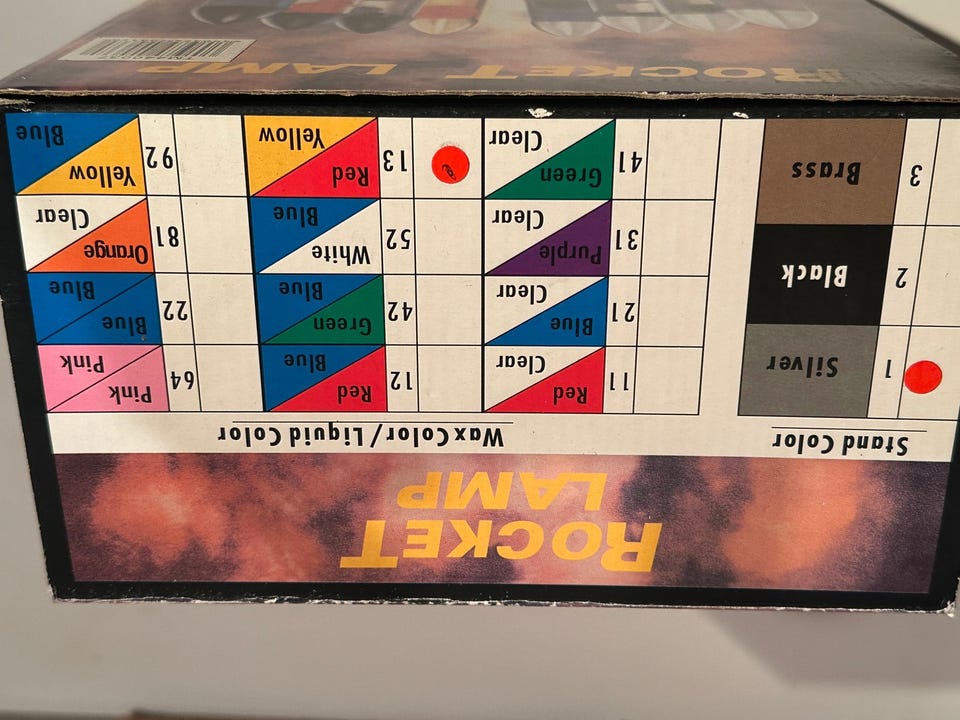 ROCKET
LAMP
Stand Color
Wax Color/Liquid Color
1 Silver
11 Red Clear
12 Red Blue
64 Pink Pink
2 Black
21 Blue Clear
42 Green Blue
22 Blue Blue
3 Brass
31 Purple Clear
52 White Blue
81 Orange Clear
41 Green Clear
13 Red Yellow
92 Yellow Blue
ROCKET LAMP